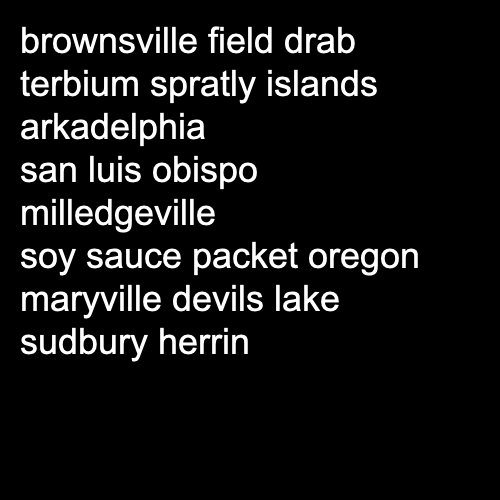 brownsville field drab
terbium spratly islands
arkadelphia
san luis obispo
milledgeville
soy sauce packet oregon
maryville devils lake
sudbury herrin